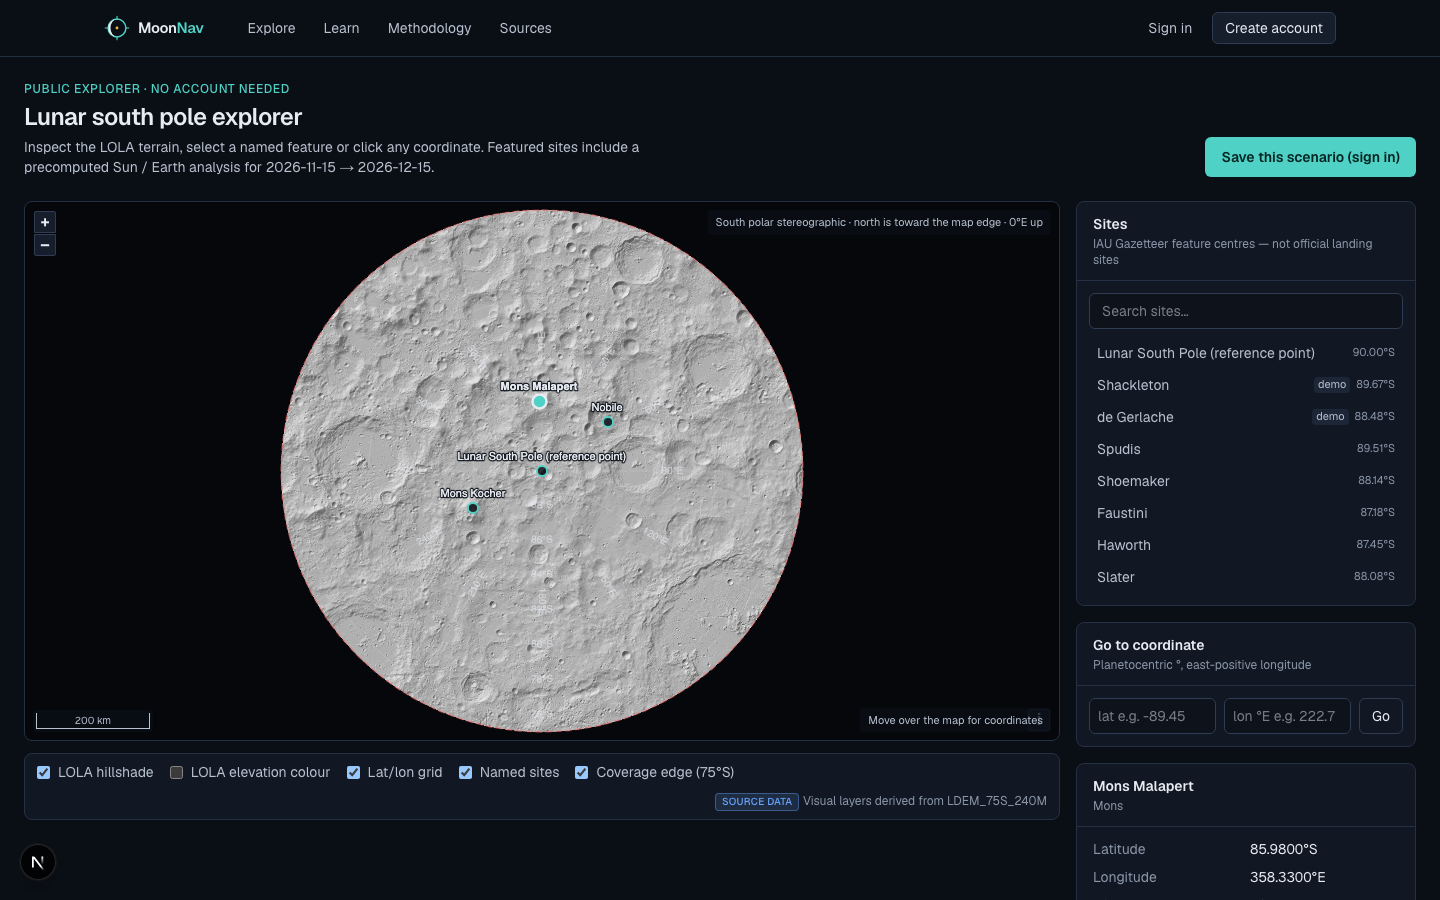 MoonNav
Explore
Learn
Methodology
Sources
Sign in
Create account
PUBLIC EXPLORER · NO ACCOUNT NEEDED
Lunar south pole explorer
Inspect the LOLA terrain, select a named feature or click any coordinate. Featured sites include a
precomputed Sun / Earth analysis for 2026-11-15 → 2026-12-15.
Save this scenario (sign in)
+
−
South polar stereographic · north is toward the map edge · 0°E up
Mons Malapert
Nobile
Lunar South Pole (reference point)
90°E
Mons Kocher
88°S
86°S
120°E
200 km
Move over the map for coordinates
LOLA hillshade
LOLA elevation colour
Lat/lon grid
Named sites
Coverage edge (75°S)
SOURCE DATA Visual layers derived from LDEM_75S_240M
N
Sites
IAU Gazetteer feature centres — not official landing
sites
Search sites…
Lunar South Pole (reference point) 90.00°S
Shackleton demo 89.67°S
de Gerlache demo 88.48°S
Spudis 89.51°S
Shoemaker 88.14°S
Faustini 87.18°S
Haworth 87.45°S
Slater 88.08°S
Go to coordinate
Planetocentric °, east-positive longitude
lat e.g. -89.45
lon °E e.g. 222.7
Go
Mons Malapert
Mons
Latitude 85.9800°S
Longitude 358.3300°E